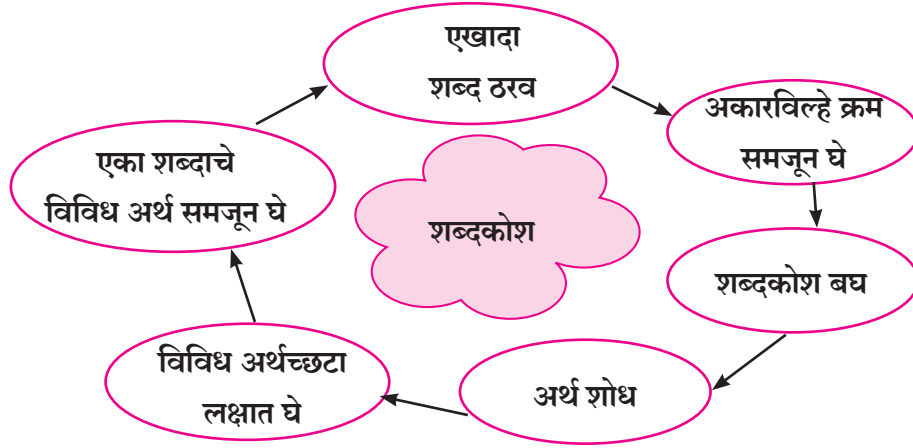 एखादा
शब्द ठरव
अकारविल्हे क्रम
समजून घे
शब्दकोश बघ
अर्थ शोध
विविध अर्थच्छटा
लक्षात घे
एका शब्दाचे
विविध अर्थ समजून घे
शब्दकोश